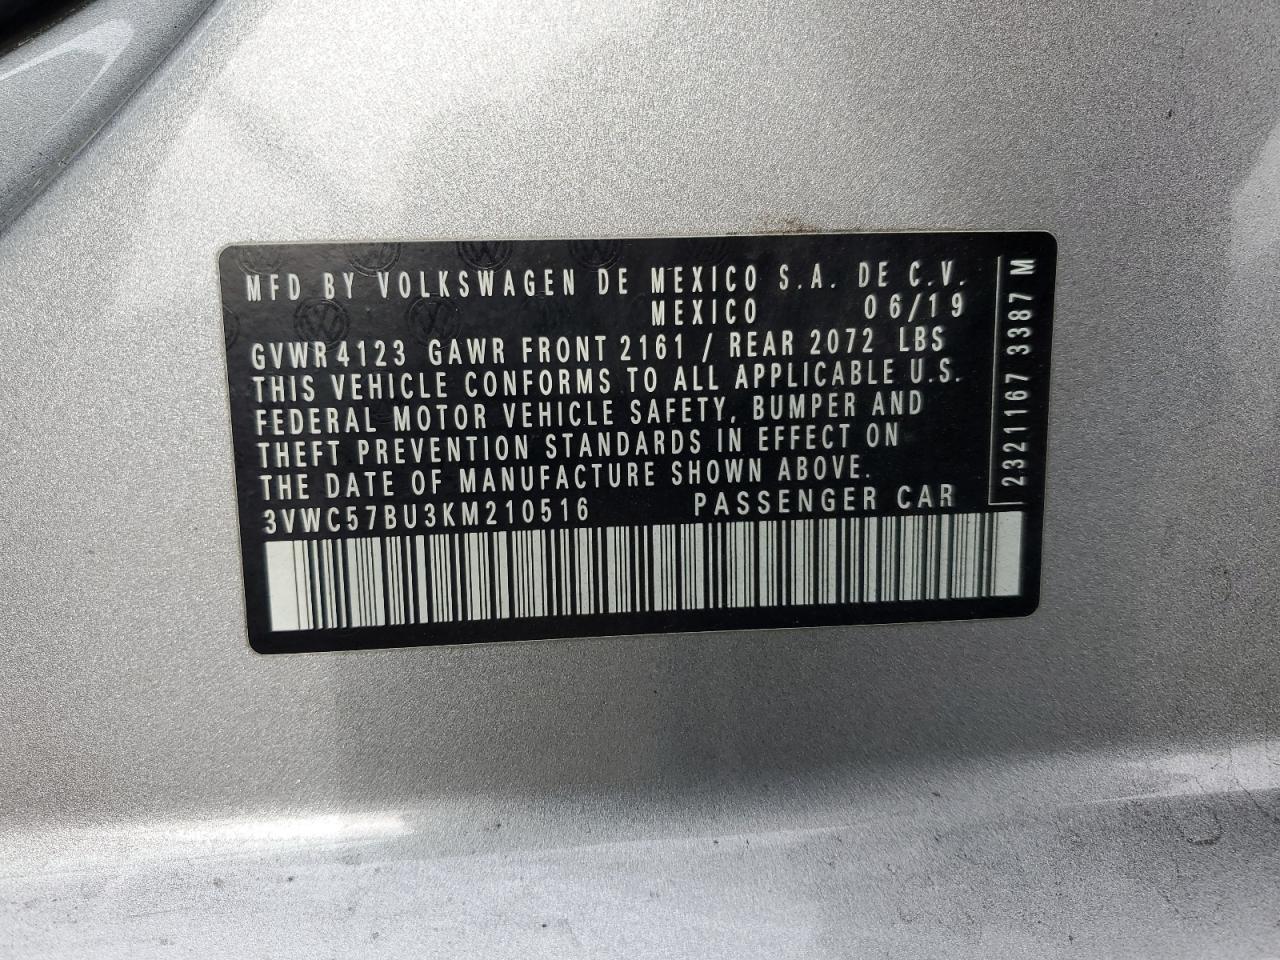 MFD BY VOLKSWAGEN DE MEXICO S.A. DE C.V.
MEXICO 06/19
GVWR 4123 GAWR FRONT 2161 / REAR 2072 LBS
THIS VEHICLE CONFORMS TO ALL APPLICABLE U.S.
FEDERAL MOTOR VEHICLE SAFETY, BUMPER AND
THEFT PREVENTION STANDARDS IN EFFECT ON
THE DATE OF MANUFACTURE SHOWN ABOVE.
3VWC57BU3KM210516 PASSENGER CAR
2321167 3387 M